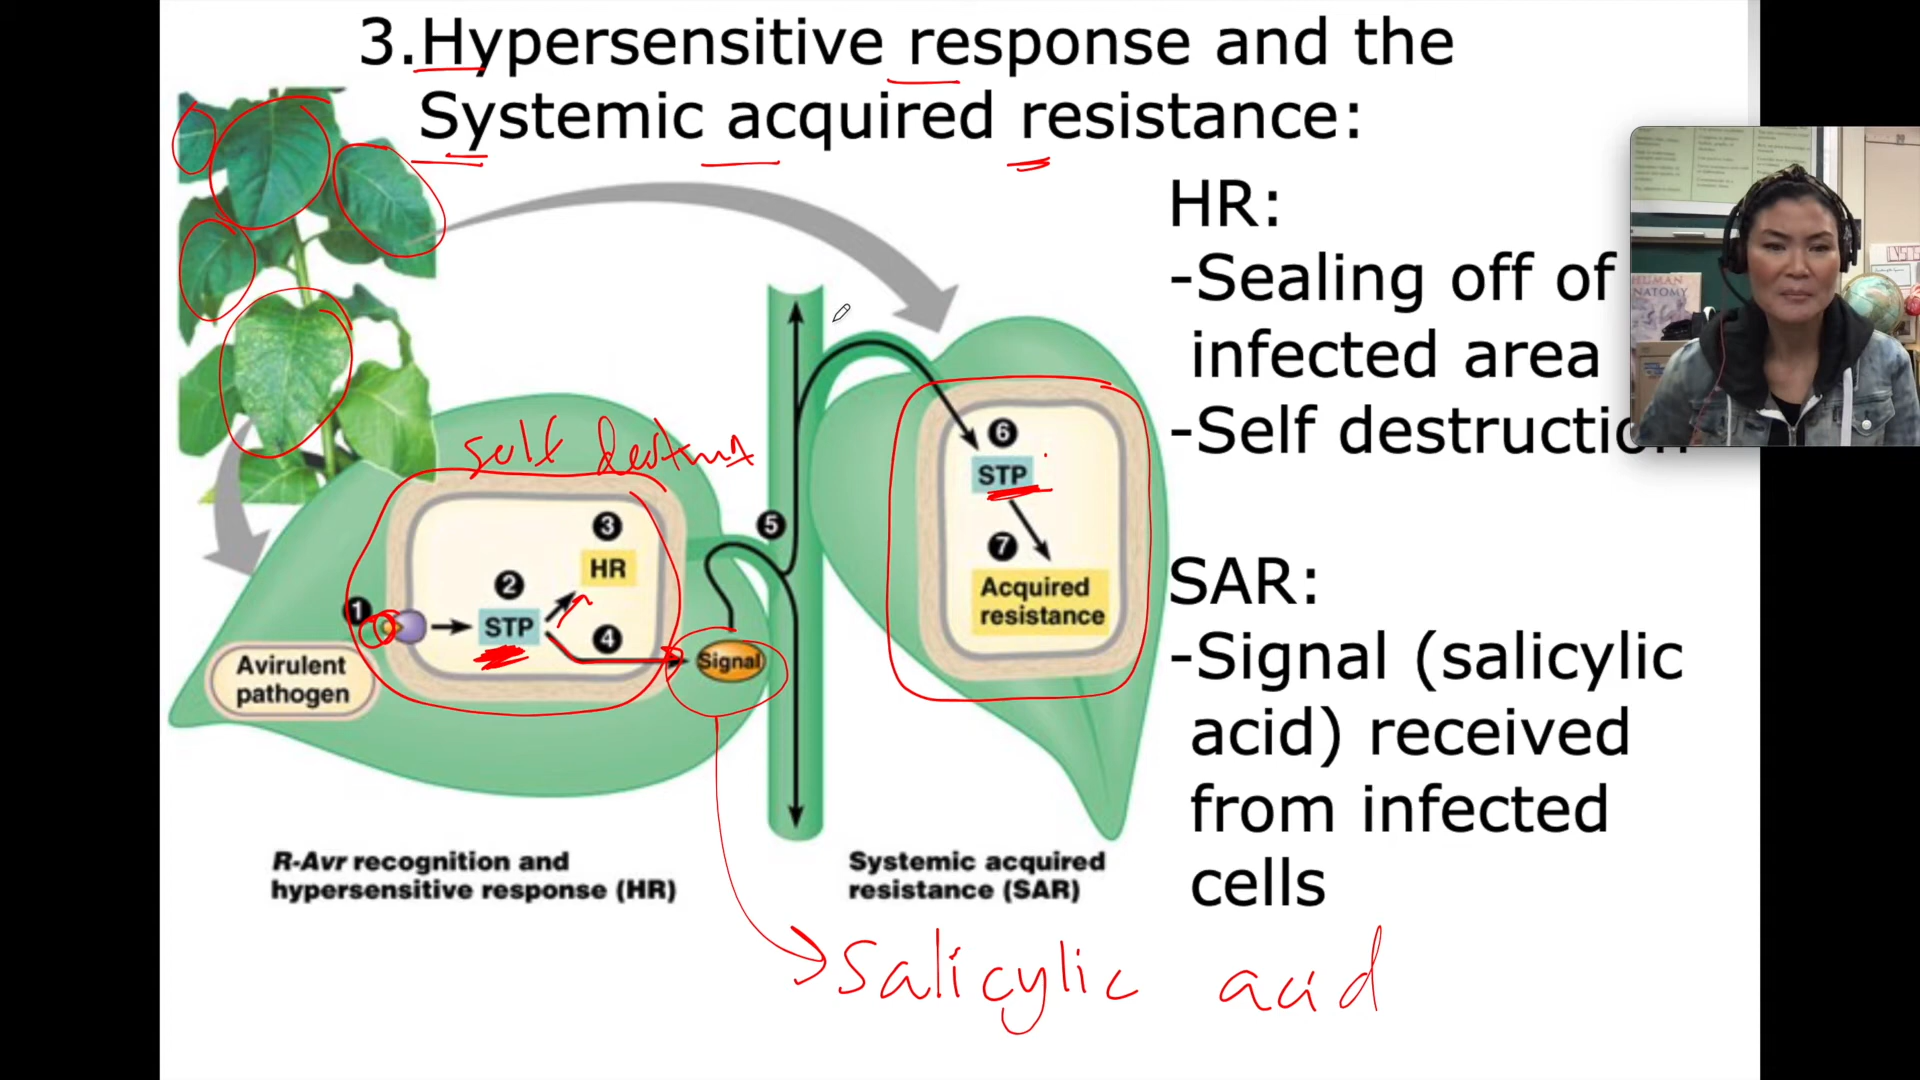 3.Hypersensitive response and the
Systemic acquired resistance:
HR:
-Sealing off of
infected area
-Self destruction
SAR:
-Signal (salicylic
acid) received
from infected
cells
self destruct
1
Avirulent
pathogen
2
STP
3
HR
4
Signal
5
6
STP
7
Acquired
resistance
R-Avr recognition and
hypersensitive response (HR)
Systemic acquired
resistance (SAR)
Salicylic acid
HUMAN
ANATOMY